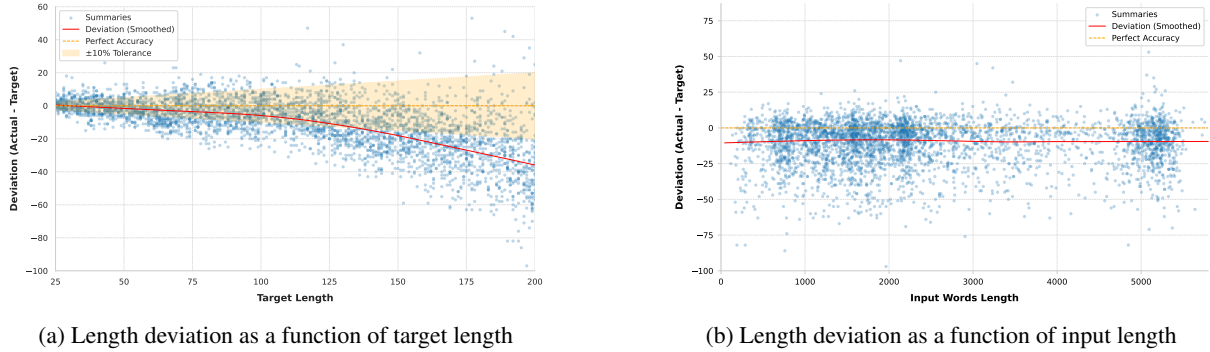 60
40
20
0
−20
−40
−60
−80
−100
Deviation (Actual - Target)
Summaries
Deviation (Smoothed)
Perfect Accuracy
±10% Tolerance
25 50 75 100 125 150 175 200
Target Length
(a) Length deviation as a function of target length
75
50
25
0
−25
−50
−75
−100
Deviation (Actual - Target)
Summaries
Deviation (Smoothed)
Perfect Accuracy
0 1000 2000 3000 4000 5000
Input Words Length
(b) Length deviation as a function of input length